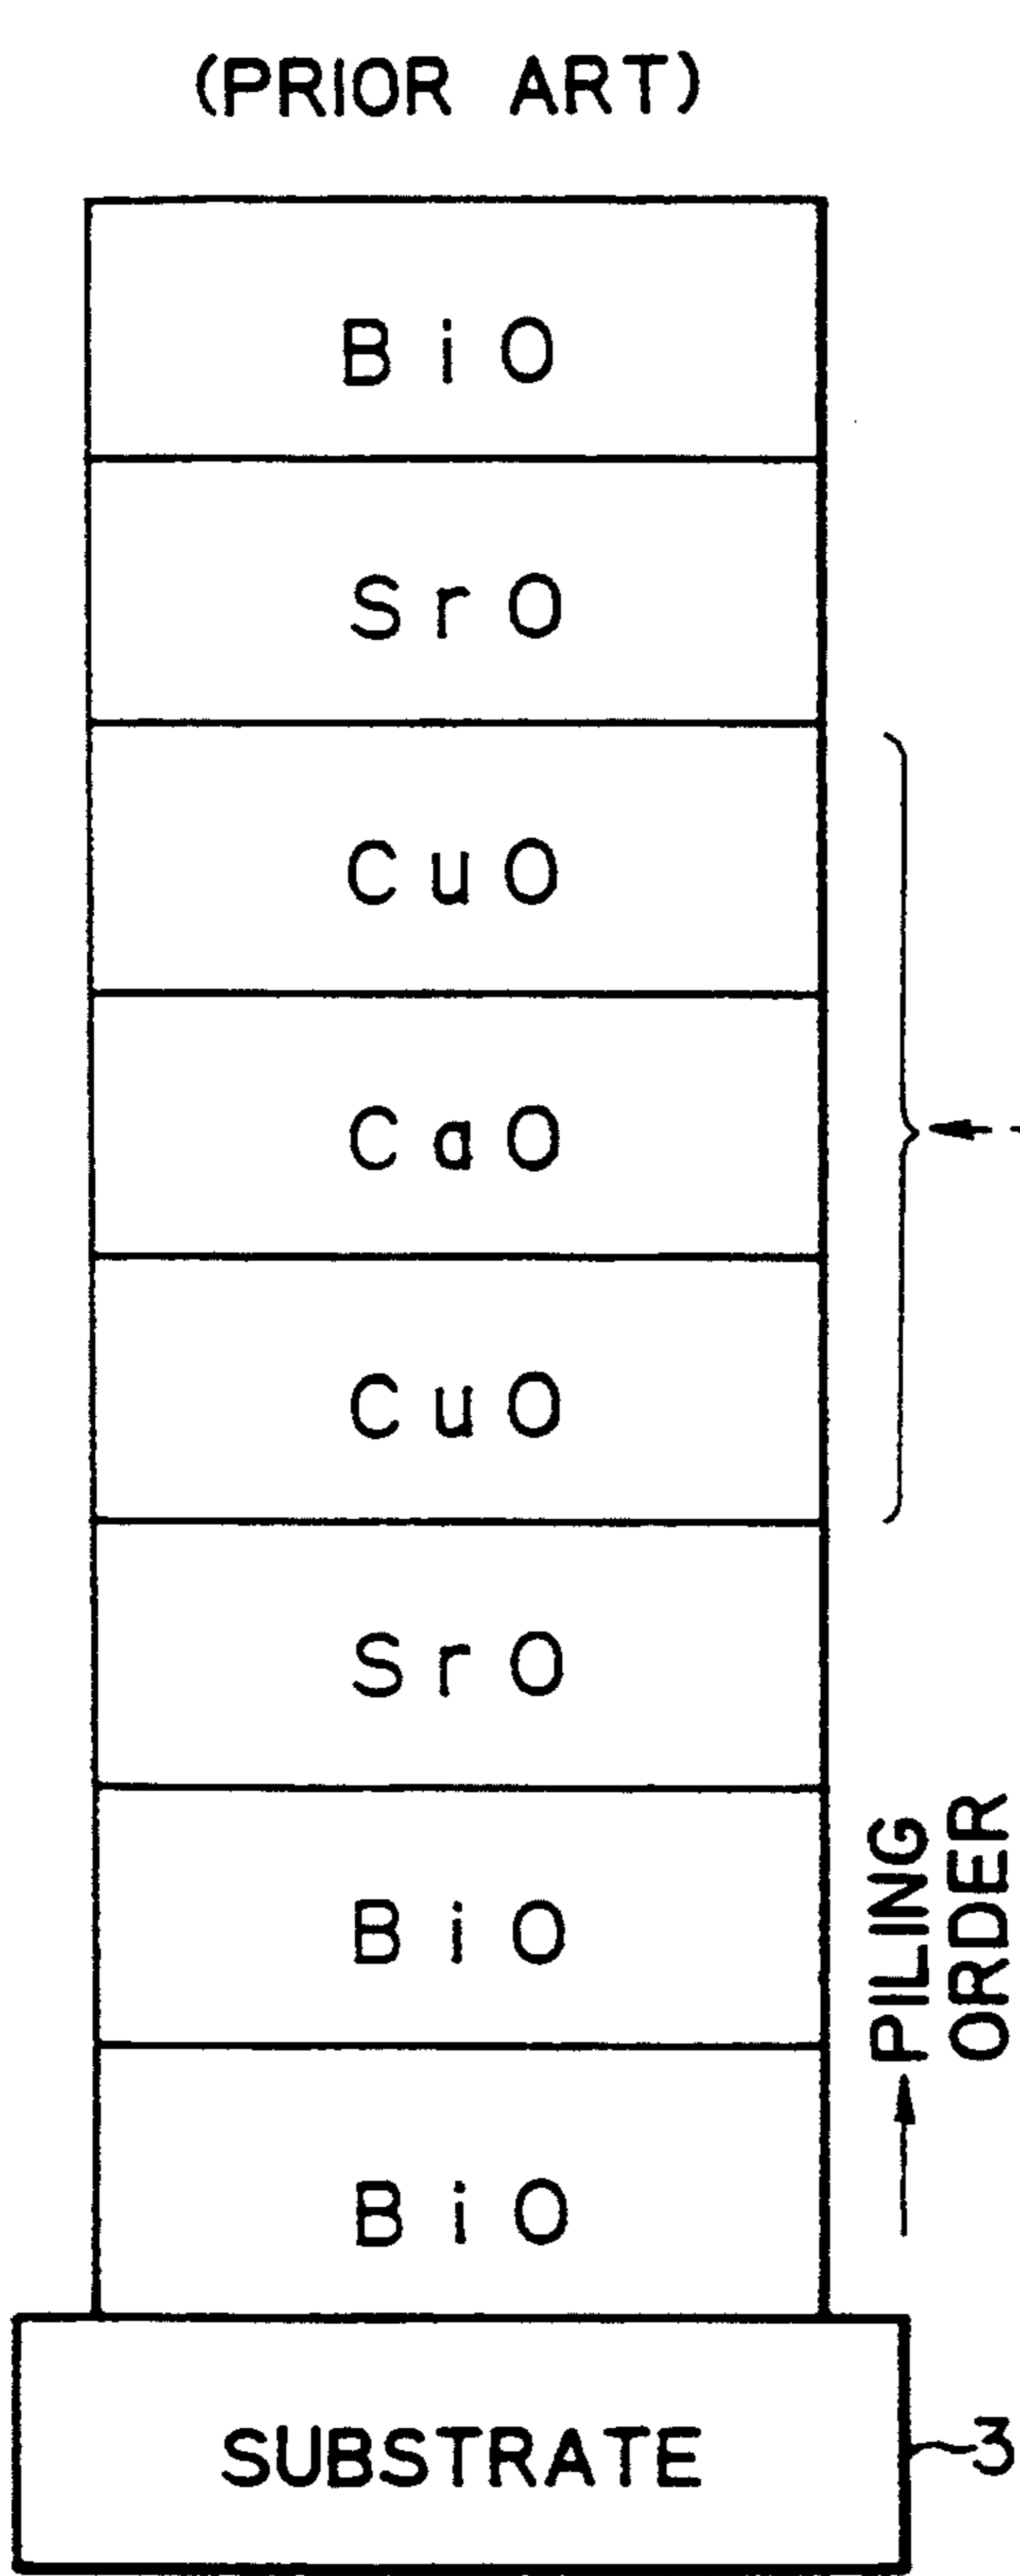 (PRIOR ART)
BiO
SrO
CuO
CaO
CuO
SrO
BiO
BiO
PILING
ORDER
SUBSTRATE
3